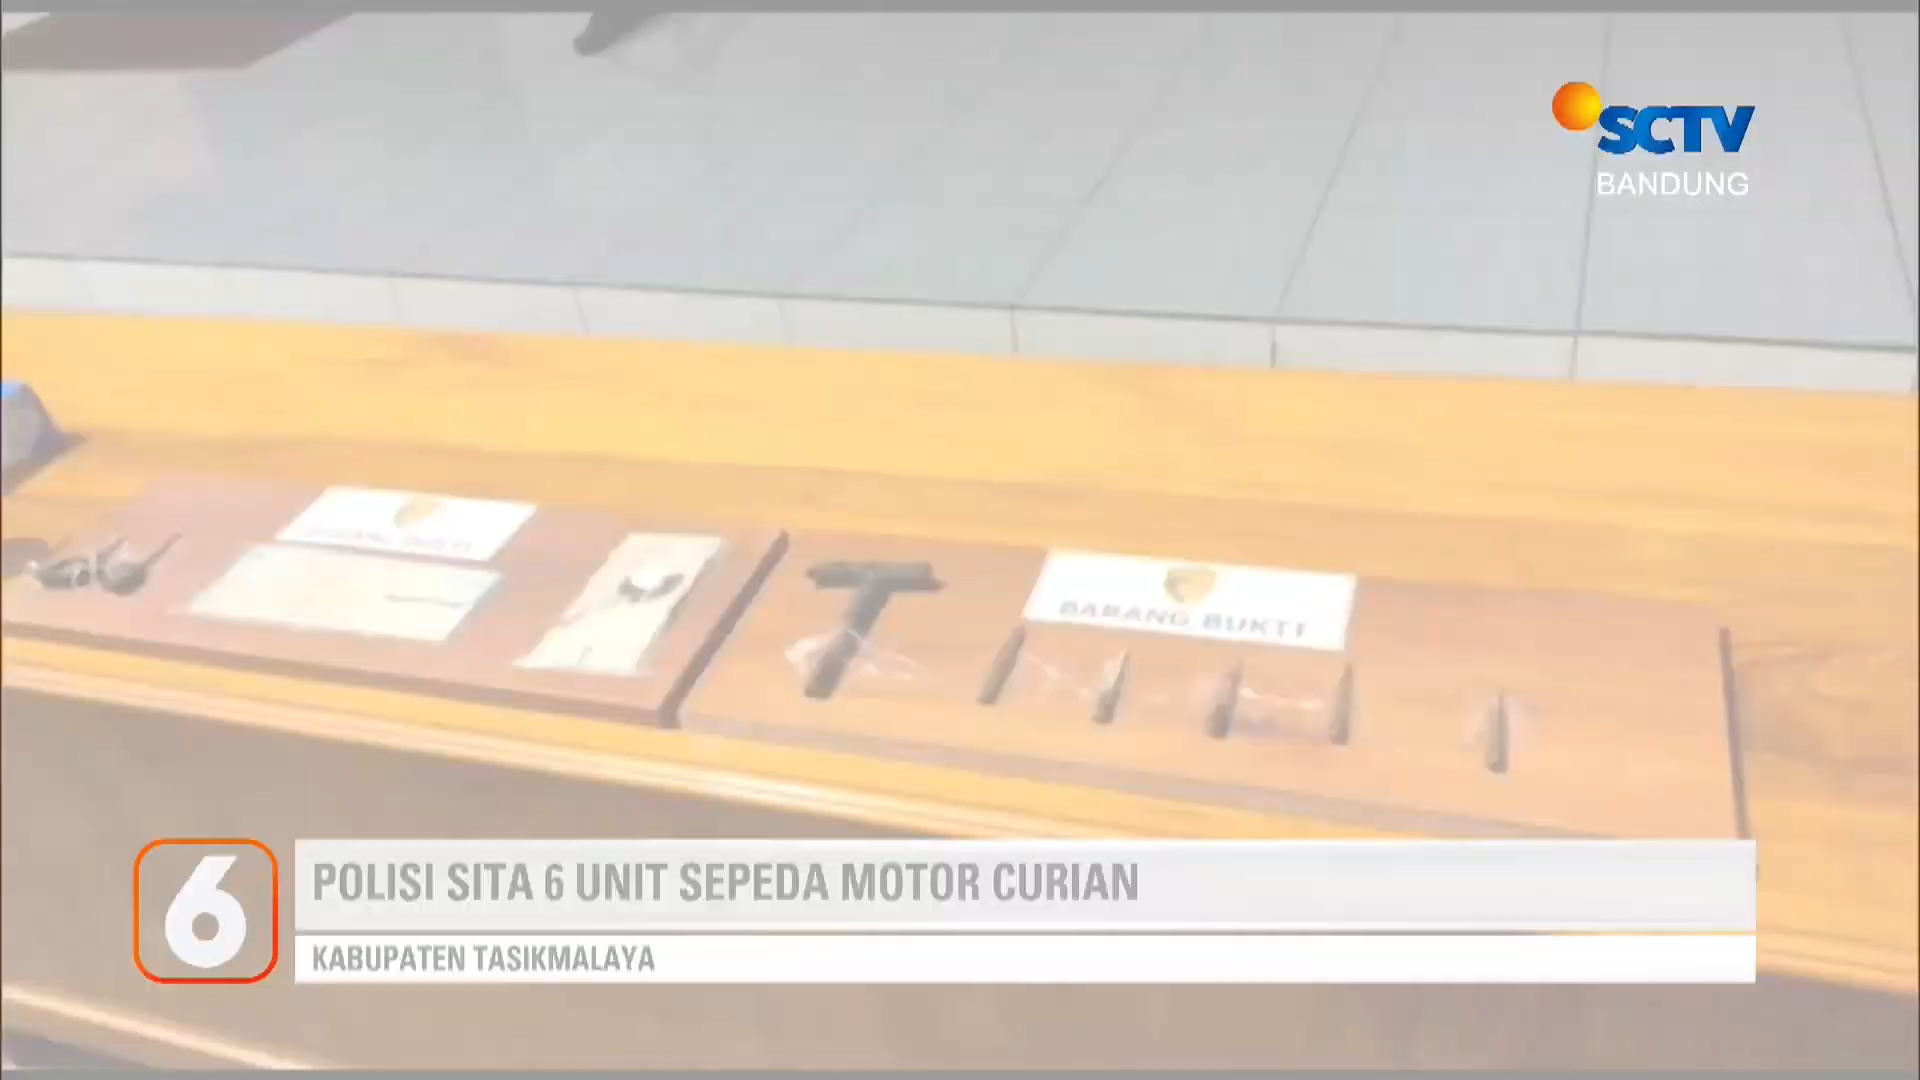 SCTV
BANDUNG
BARANG BUKTI
BARANG BUKTI
6
POLISI SITA 6 UNIT SEPEDA MOTOR CURIAN
KABUPATEN TASIKMALAYA